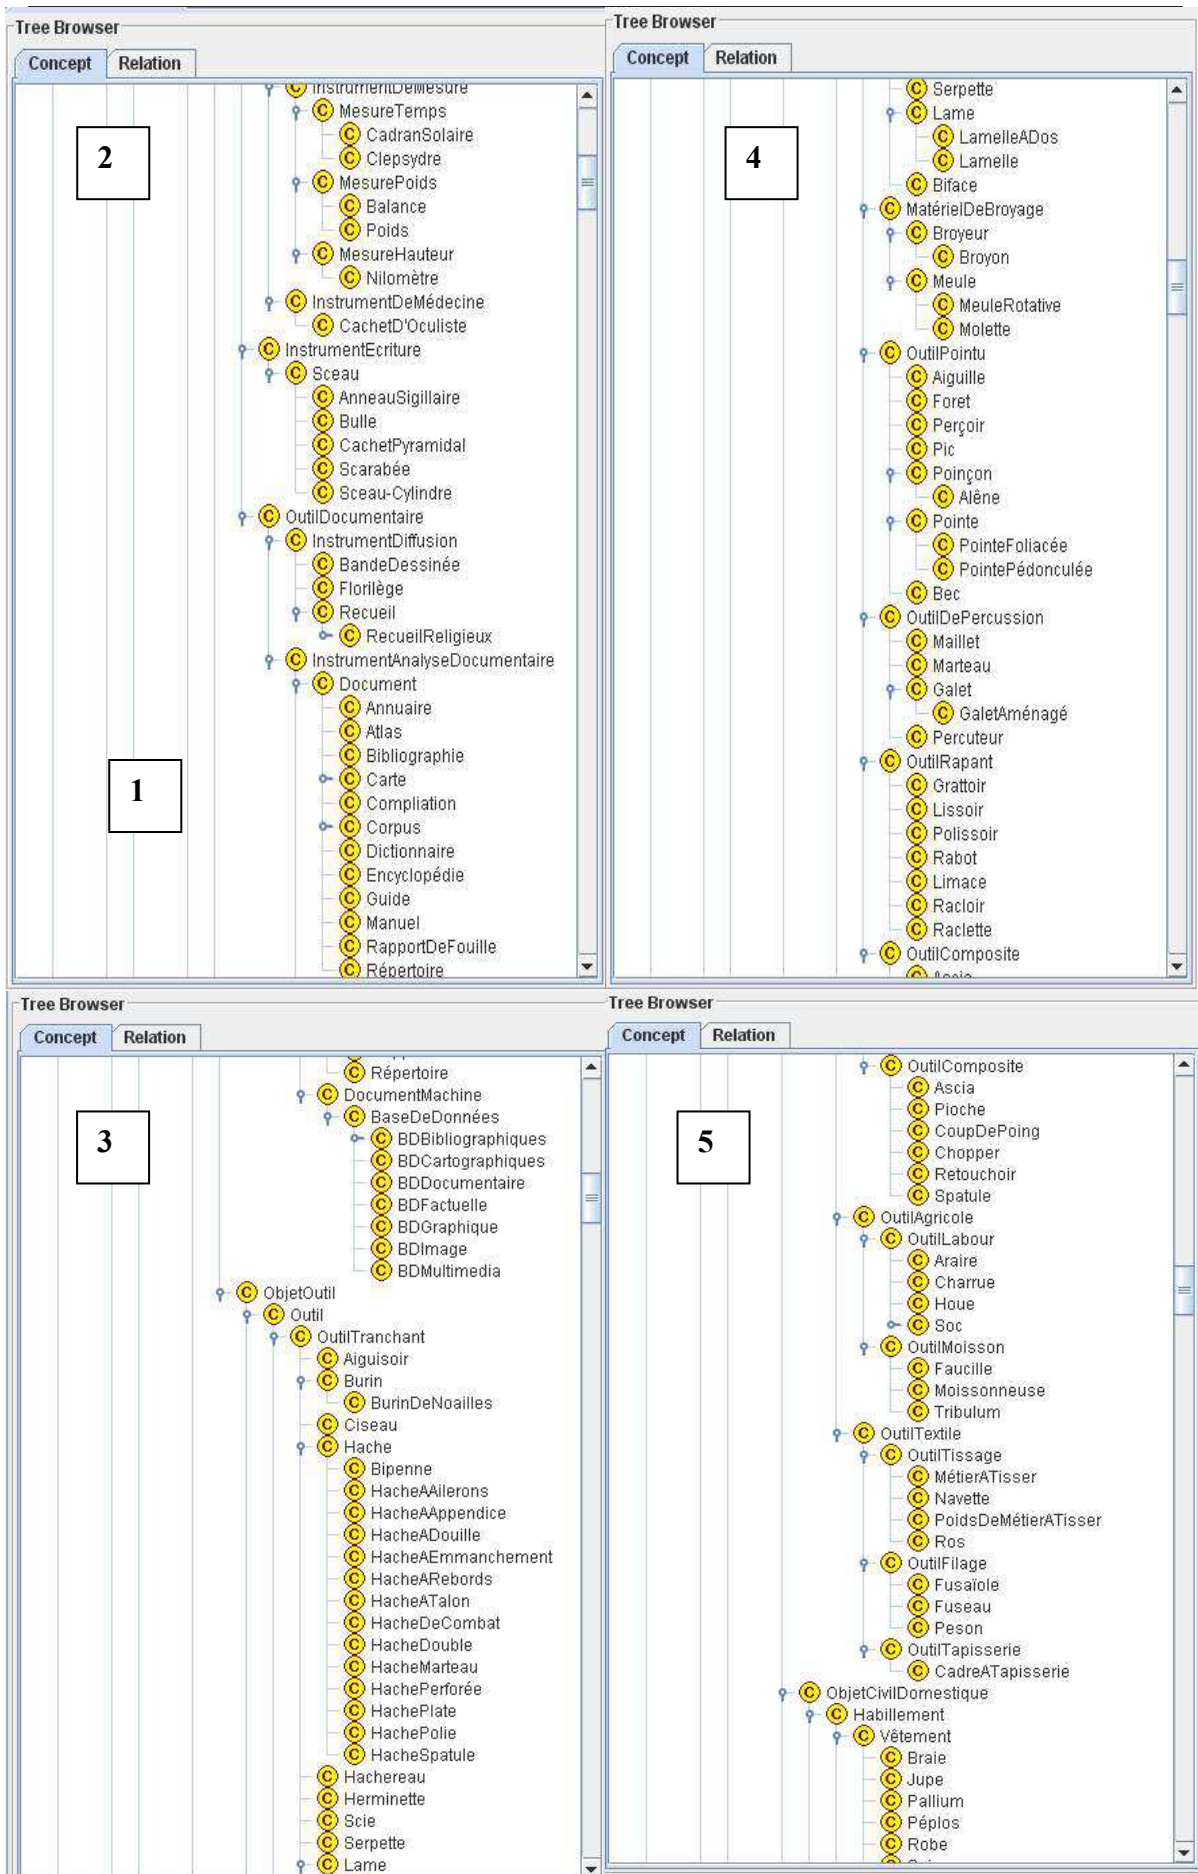 Tree Browser
Concept Relation
2
InstrumentDeMesure
MesureTemps
CadranSolaire
Clepsydre
MesurePoids
Balance
Poids
MesureHauteur
Nilomètre
InstrumentDeMédecine
CachetD'Oculiste
InstrumentEcriture
Sceau
AnneauSigillaire
Bulle
CachetPyramidal
Scarabée
Sceau-Cylindre
OutilDocumentaire
InstrumentDiffusion
BandeDessinée
Florilège
Recueil
RecueilReligieux
InstrumentAnalyseDocumentaire
Document
Annuaire
Atlas
Bibliographie
1
Carte
Compliation
Corpus
Dictionnaire
Encyclopédie
Guide
Manuel
RapportDeFouille
Répertoire
Tree Browser
Concept Relation
4
Serpette
Lame
LamelleADos
Lamelle
Biface
MatérielDeBroyage
Broyeur
Broyon
Meule
MeuleRotative
Molette
OutilPointu
Aiguille
Foret
Perçoir
Pic
Poinçon
Alêne
Pointe
PointeFoliacée
PointePédonculée
Bec
OutilDePercussion
Maillet
Marteau
Galet
GaletAménagé
Percuteur
OutilRapant
Grattoir
Lissoir
Polissoir
Rabot
Limace
Racloir
Raclette
OutilComposite
Ascia
Tree Browser
Concept Relation
3
Répertoire
DocumentMachine
BaseDeDonnées
BDBibliographiques
BDCartographiques
BDDocumentaire
BDFactuelle
BDGraphique
BDImage
BDMultimedia
ObjetOutil
Outil
OutilTranchant
Aiguisoir
Burin
BurinDeNoailles
Ciseau
Hache
Bipenne
HacheAAilerons
HacheAAppendice
HacheADouille
HacheAEmmanchement
HacheARebords
HacheATalon
HacheDeCombat
HacheDouble
HacheMarteau
HachePerforée
HachePlate
HachePolie
HacheSpatule
Hachereau
Herminette
Scie
Serpette
Lame
Tree Browser
Concept Relation
5
OutilComposite
Ascia
Pioche
CoupDePoing
Chopper
Retouchoir
Spatule
OutilAgricole
OutilLabour
Araire
Charrue
Houe
Soc
OutilMoisson
Faucille
Moissonneuse
Tribulum
OutilTextile
OutilTissage
MétierATisser
Navette
PoidsDeMétierATisser
Ros
OutilFilage
Fusaïole
Fuseau
Peson
OutilTapisserie
CadreATapisserie
ObjetCivilDomestique
Habillement
Vêtement
Braie
Jupe
Pallium
Péplos
Robe